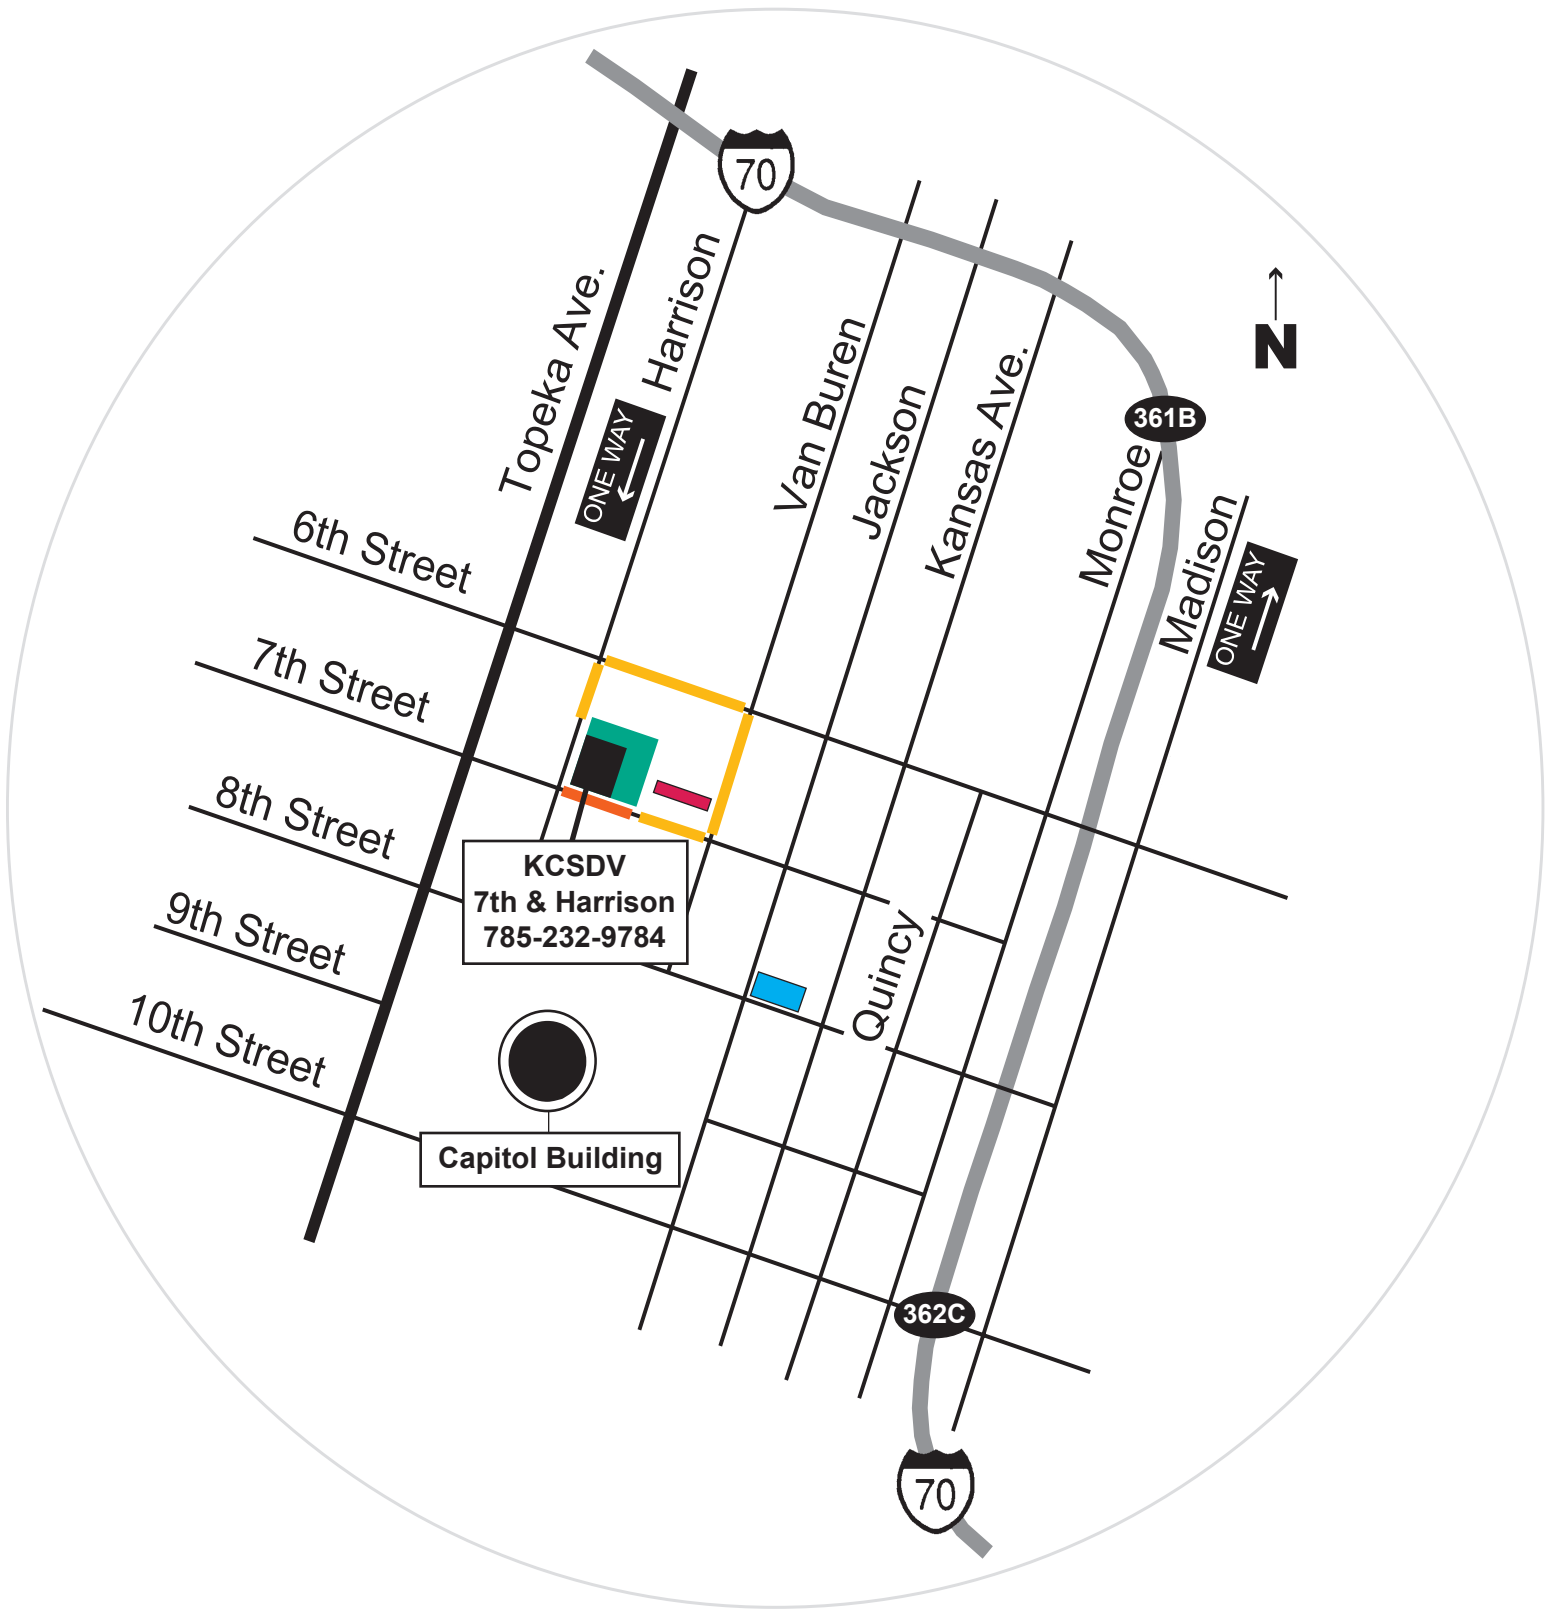 70
Harrison
Topeka Ave.
Van Buren
Jackson
Kansas Ave.
N
361B
ONE WAY
Monroe
Madison
ONE WAY
6th Street
7th Street
8th Street
9th Street
10th Street
KCSDV
7th & Harrison
785-232-9784
Quincy
Capitol Building
362C
70